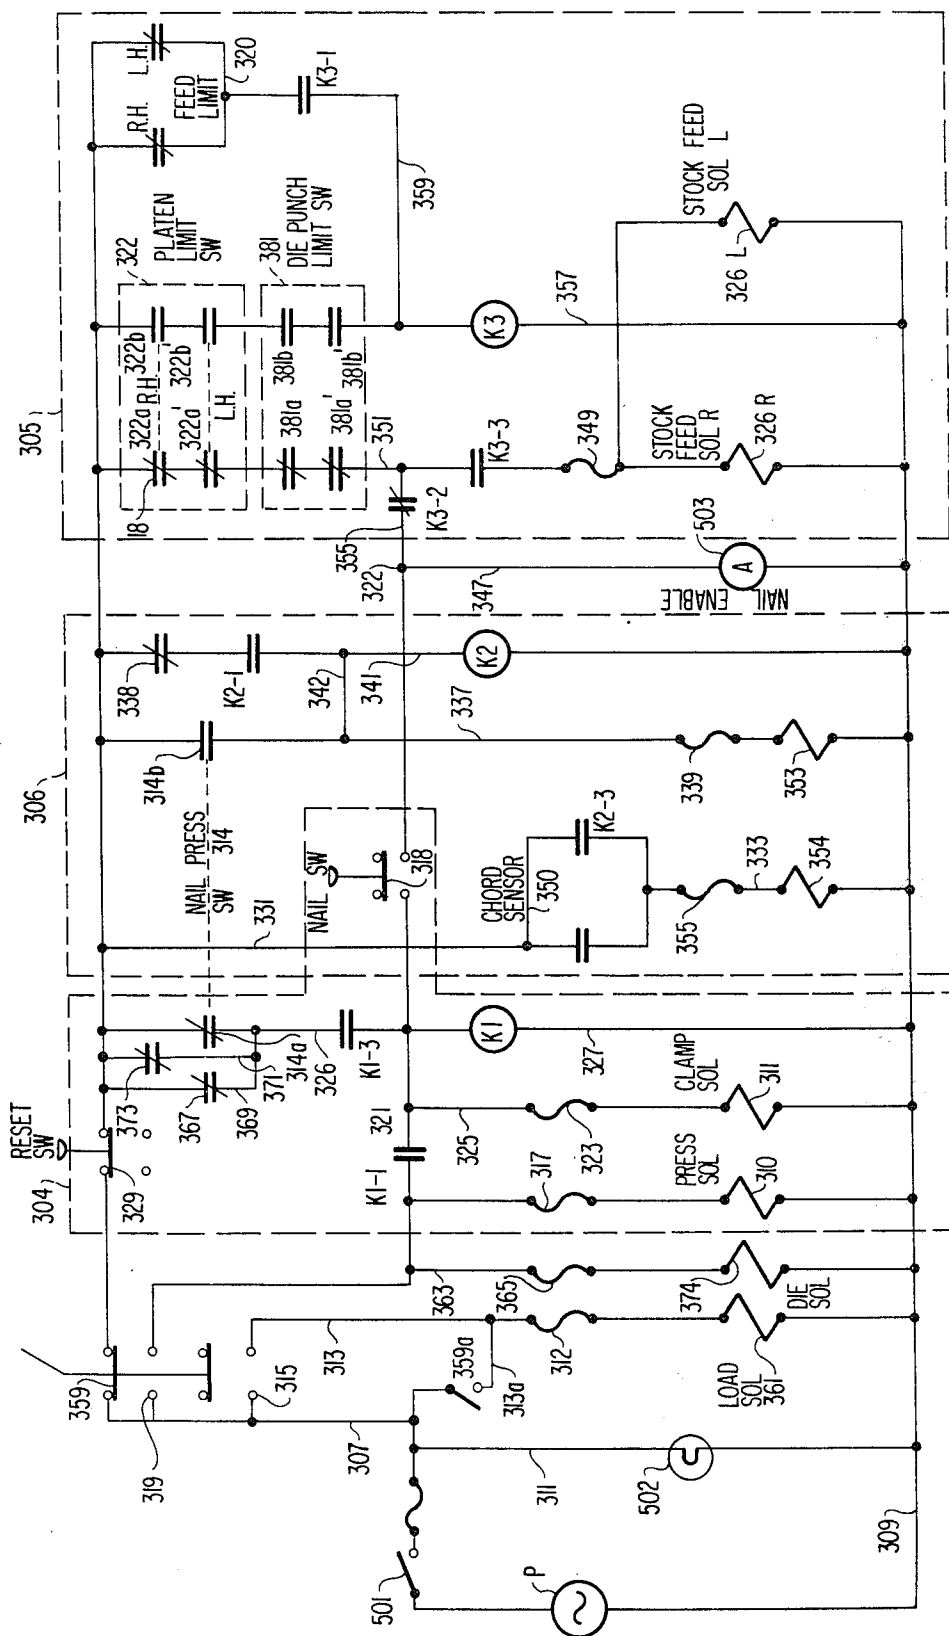 305
322
322b
322b'
322a
R.H.
322a'
L.H.
18
PLATEN
LIMIT
SW
381
DIE PUNCH
LIMIT SW
381a
381a'
381b
381b'
R.H.
L.H.
FEED
LIMIT
320
K3-1
359
351
K3-2
355
322
K3-3
349
K3
357
STOCK FEED
SOL R
326 R
STOCK FEED
SOL L
326 L
347
A
503
NAIL ENABLE
306
338
K2-1
342
341
K2
314b
337
339
353
NAIL PRESS
SW
314
331
NAIL SW
318
CHORD
SENSOR
350
K2-3
355
333
354
304
RESET
SW
329
373
367
369
371
314a
326
K1-3
K1
327
321
K1-1
325
323
CLAMP
SOL
311
317
PRESS
SOL
310
363
365
374
DIE
SOL
359
319
315
313
359a
313a
312
LOAD
SOL
361
307
311
502
501
P
309